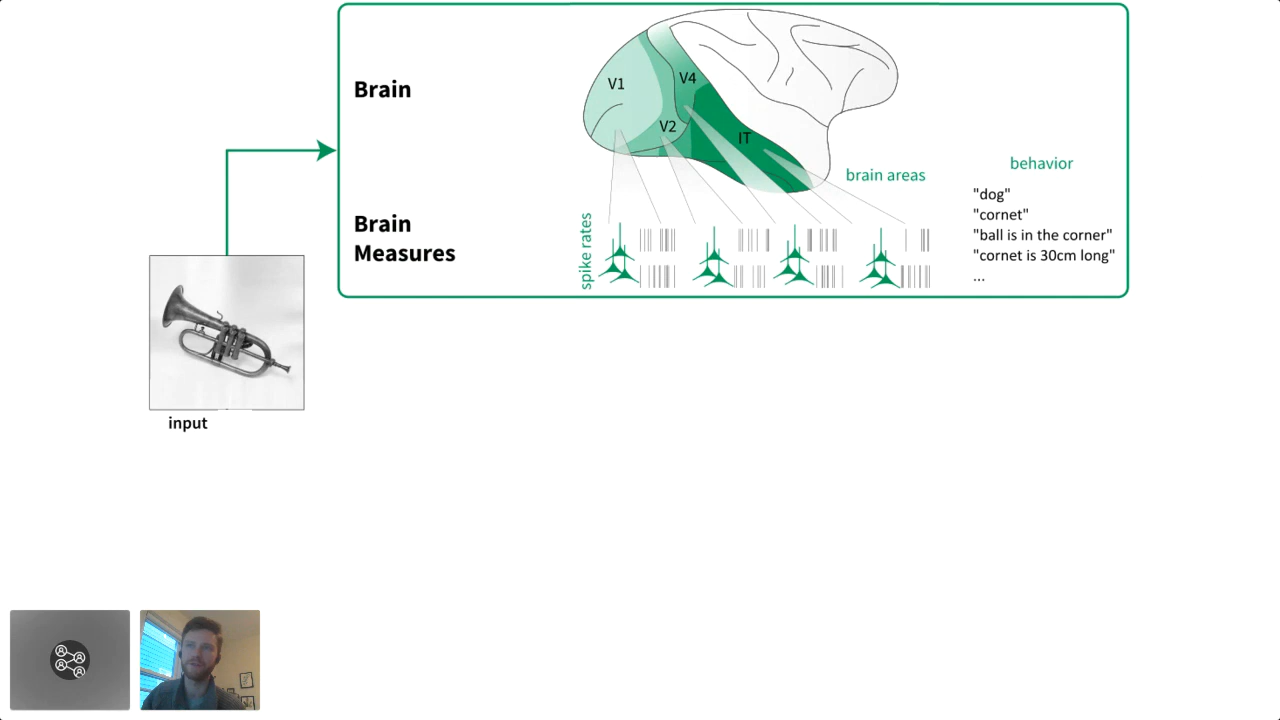 Brain
V1
V4
V2
IT
brain areas
behavior
Brain
Measures
spike rates
"dog"
"cornet"
"ball is in the corner"
"cornet is 30cm long"
...
input